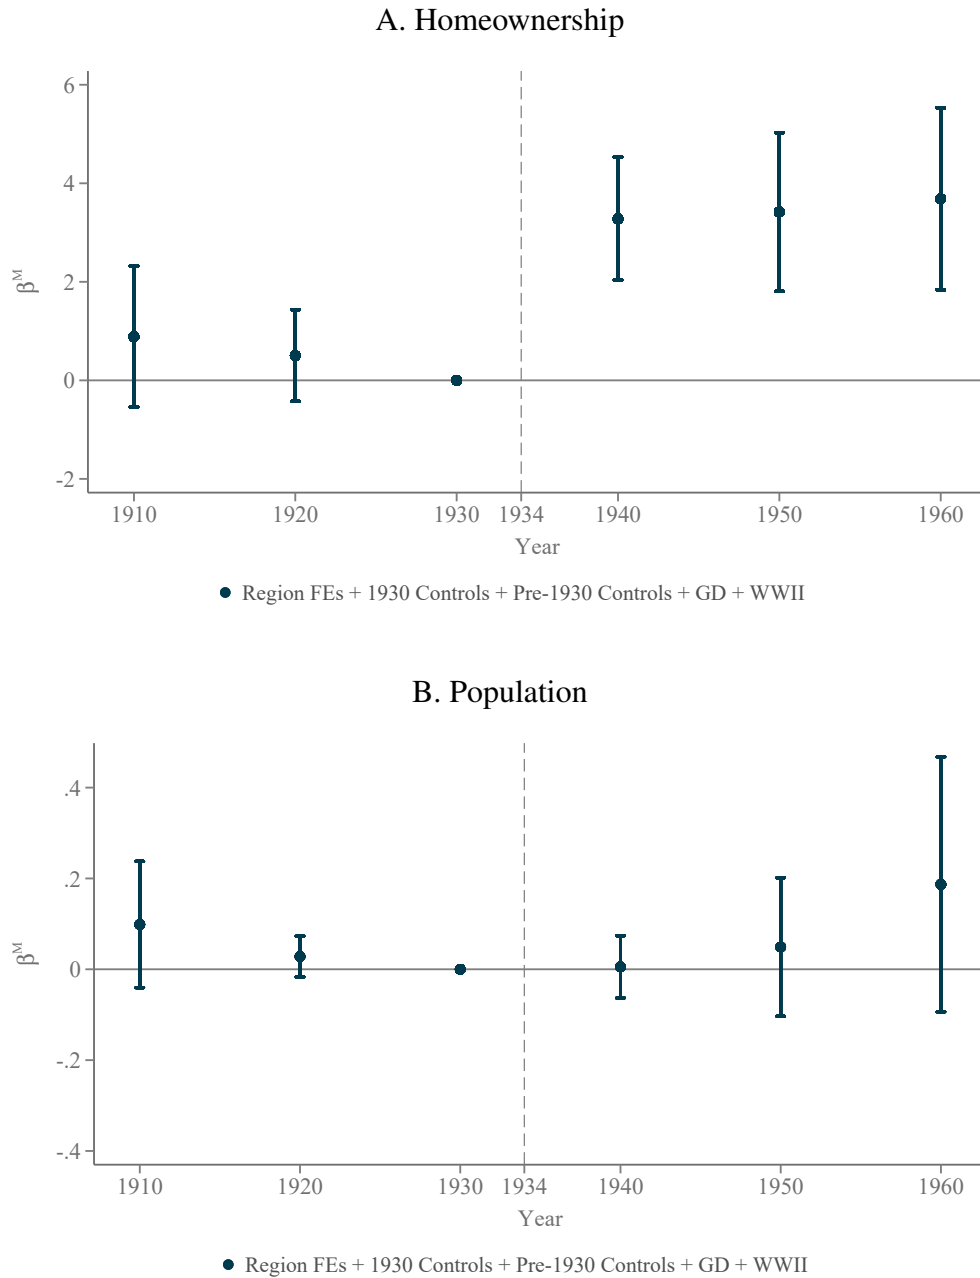 A. Homeownership
6
4
2
0
-2
β^M
1910 1920 1930 1934 1940 1950 1960
Year
Region FEs + 1930 Controls + Pre-1930 Controls + GD + WWII
B. Population
.4
.2
0
-.2
-.4
β^M
1910 1920 1930 1934 1940 1950 1960
Year
Region FEs + 1930 Controls + Pre-1930 Controls + GD + WWII